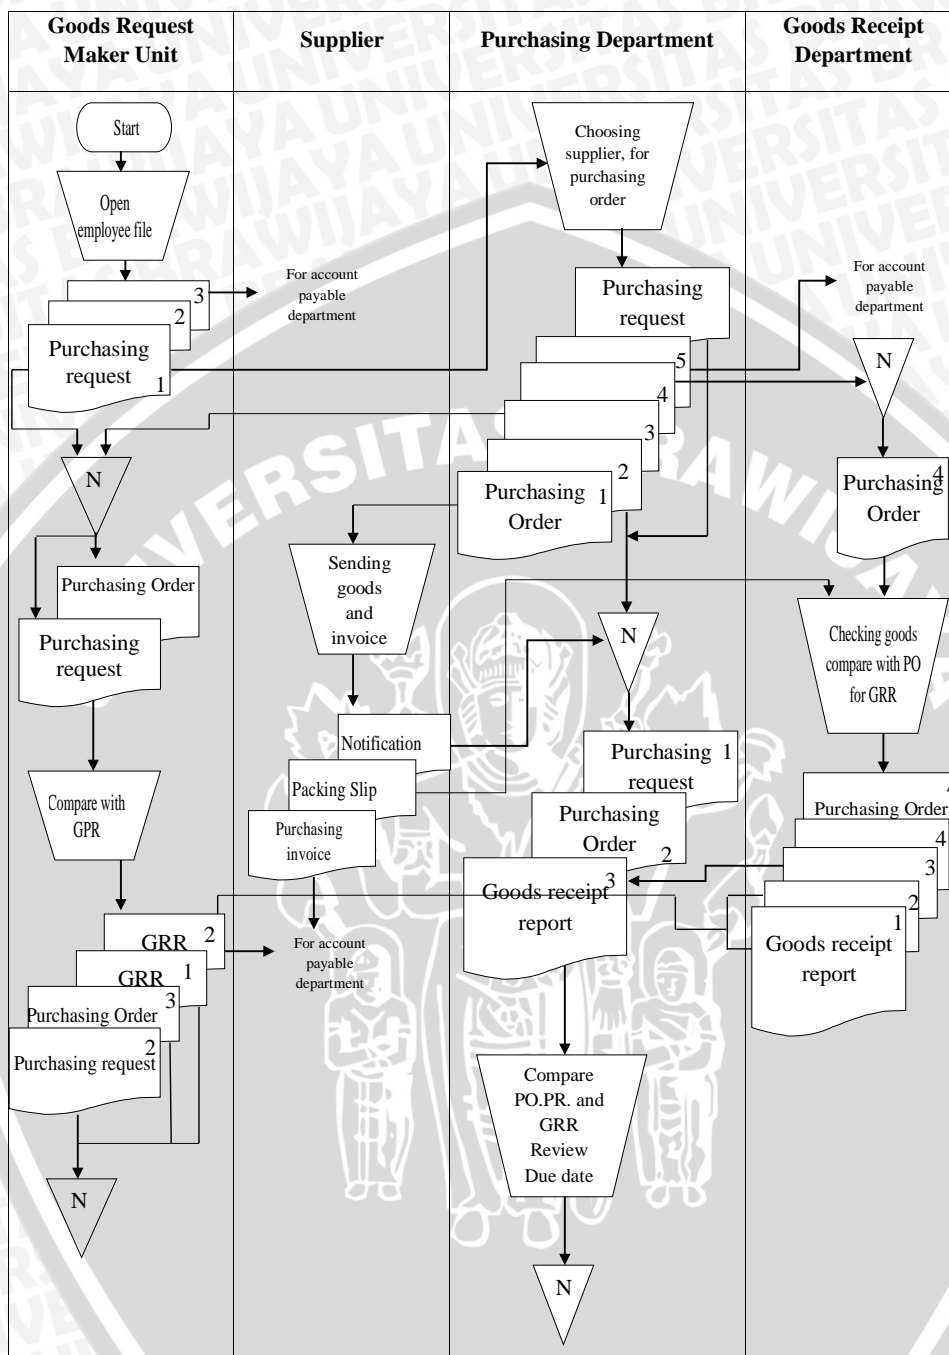 Goods Request
Maker Unit
Supplier
Purchasing Department
Goods Receipt
Department
Start
Open
employee file
3
2
Purchasing
request
1
For account
payable
department
Choosing
supplier, for
purchasing
order
Purchasing
request
5
4
3
2
Purchasing
Order
1
For account
payable
department
N
4
Purchasing
Order
N
Purchasing Order
Purchasing
request
Compare with
GPR
Sending
goods
and
invoice
Notification
Packing Slip
Purchasing
invoice
For account
payable
department
N
Purchasing
request
1
Purchasing
Order
2
3
Goods receipt
report
Checking goods
compare with PO
for GRR
4
Purchasing Order
4
3
2
1
Goods receipt
report
GRR
2
GRR
1
3
Purchasing Order
2
Purchasing request
N
Compare
PO.PR. and
GRR
Review
Due date
N
UNIVERSITAS BRAWIJAYA